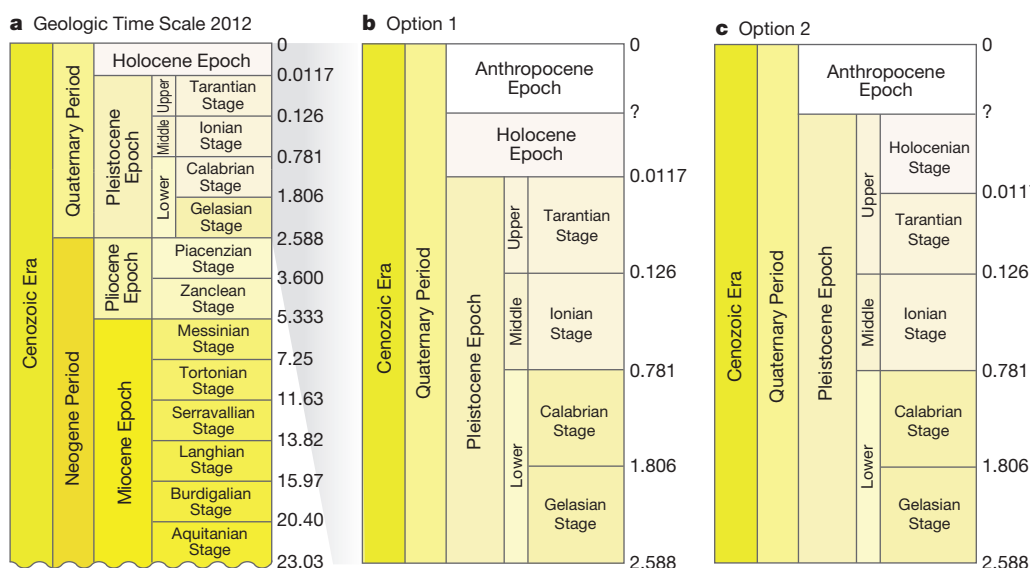 a Geologic Time Scale 2012
Cenozoic Era
Quaternary Period
Neogene Period
Holocene Epoch
Pleistocene Epoch
Upper
Middle
Lower
Tarantian
Stage
Ionian
Stage
Calabrian
Stage
Gelasian
Stage
Pliocene
Epoch
Piacenzian
Stage
Zanclean
Stage
Miocene Epoch
Messinian
Stage
Tortonian
Stage
Serravallian
Stage
Langhian
Stage
Burdigalian
Stage
Aquitanian
Stage
0
0.0117
0.126
0.781
1.806
2.588
3.600
5.333
7.25
11.63
13.82
15.97
20.40
23.03
b Option 1
Cenozoic Era
Quaternary Period
Anthropocene
Epoch
Holocene
Epoch
Pleistocene Epoch
Upper
Middle
Lower
Tarantian
Stage
Ionian
Stage
Calabrian
Stage
Gelasian
Stage
0
?
0.0117
0.126
0.781
1.806
2.588
c Option 2
Cenozoic Era
Quaternary Period
Anthropocene
Epoch
Pleistocene Epoch
Upper
Middle
Lower
Holocenian
Stage
Tarantian
Stage
Ionian
Stage
Calabrian
Stage
Gelasian
Stage
0
?
0.0117
0.126
0.781
1.806
2.588